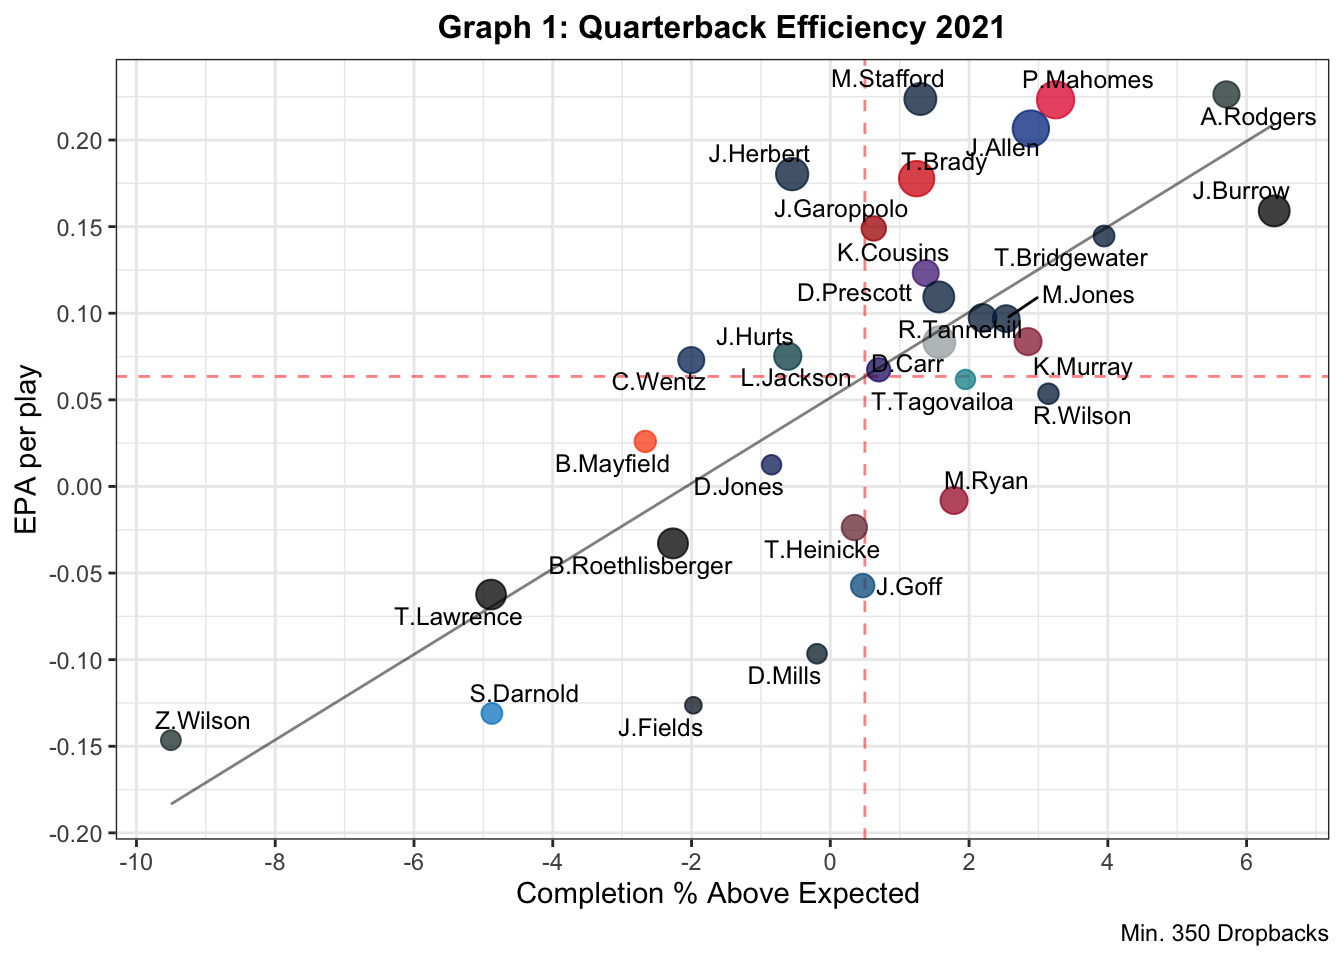 Graph 1: Quarterback Efficiency 2021
M.Stafford
P.Mahomes
A.Rodgers
J.Allen
J.Herbert
T.Brady
J.Burrow
J.Garoppolo
K.Cousins
T.Bridgewater
D.Prescott
M.Jones
R.Tannehill
J.Hurts
D.Carr
K.Murray
C.Wentz
L.Jackson
T.Tagovailoa
R.Wilson
B.Mayfield
D.Jones
M.Ryan
T.Heinicke
B.Roethlisberger
J.Goff
T.Lawrence
D.Mills
S.Darnold
Z.Wilson
J.Fields
0.20
0.15
0.10
0.05
0.00
-0.05
-0.10
-0.15
-0.20
EPA per play
-10 -8 -6 -4 -2 0 2 4 6
Completion % Above Expected
Min. 350 Dropbacks